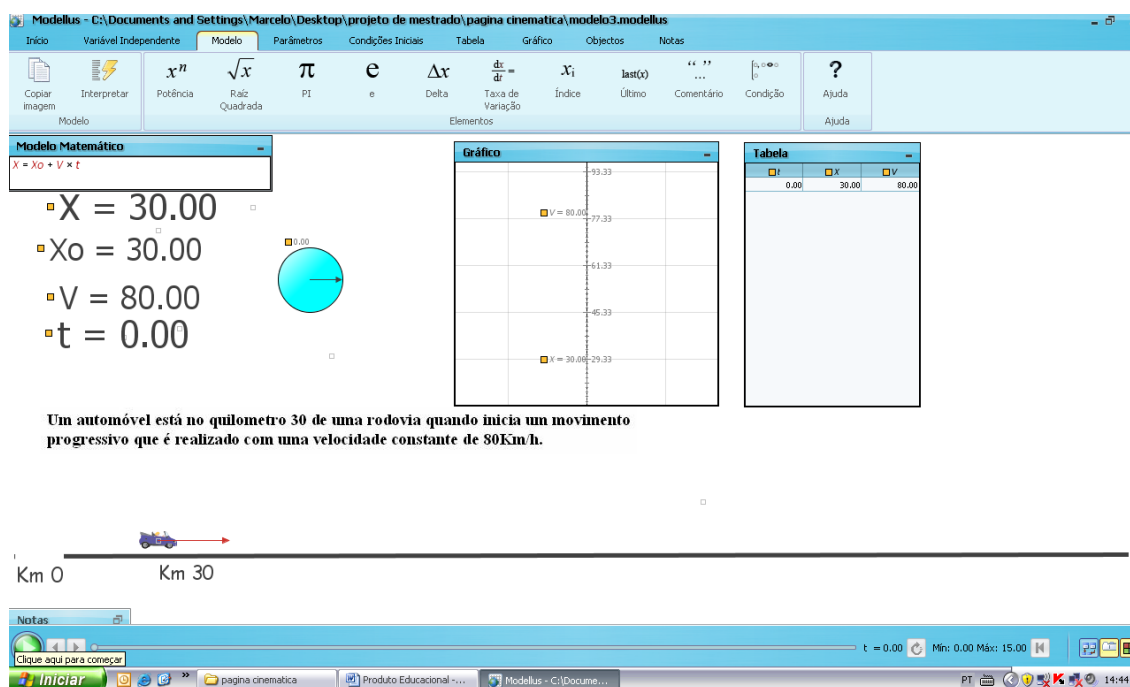 Modellus - C:\Documents and Settings\Marcelo\Desktop\projeto de mestrado\pagina cinematica\modelo3.modellus
Início Variável Independente Modelo Parâmetros Condições Iniciais Tabela Gráfico Objectos Notas
xⁿ √x π e Δx dx/dt = xᵢ last(x) “ ” ... ?
Copiar imagem Interpretar Potência Raíz Quadrada PI e Delta Taxa de Variação Índice Último Comentário Condição Ajuda
Modelo Elementos Ajuda
Modelo Matemático
X = Xo + V × t
X = 30.00
Xo = 30.00
V = 80.00
t = 0.00
0.00
Gráfico
93.33
V = 80.00
77.33
61.33
45.33
X = 30.00
29.33
Tabela
t X V
0.00 30.00 80.00
Um automóvel está no quilometro 30 de uma rodovia quando inicia um movimento
progressivo que é realizado com uma velocidade constante de 80Km/h.
Km 0 Km 30
Notas
t = 0.00 Mín: 0.00 Máx: 15.00
Clique aqui para começar
Iniciar » pagina cinematica Produto Educacional -... Modellus - C:\Docume... PT 14:44